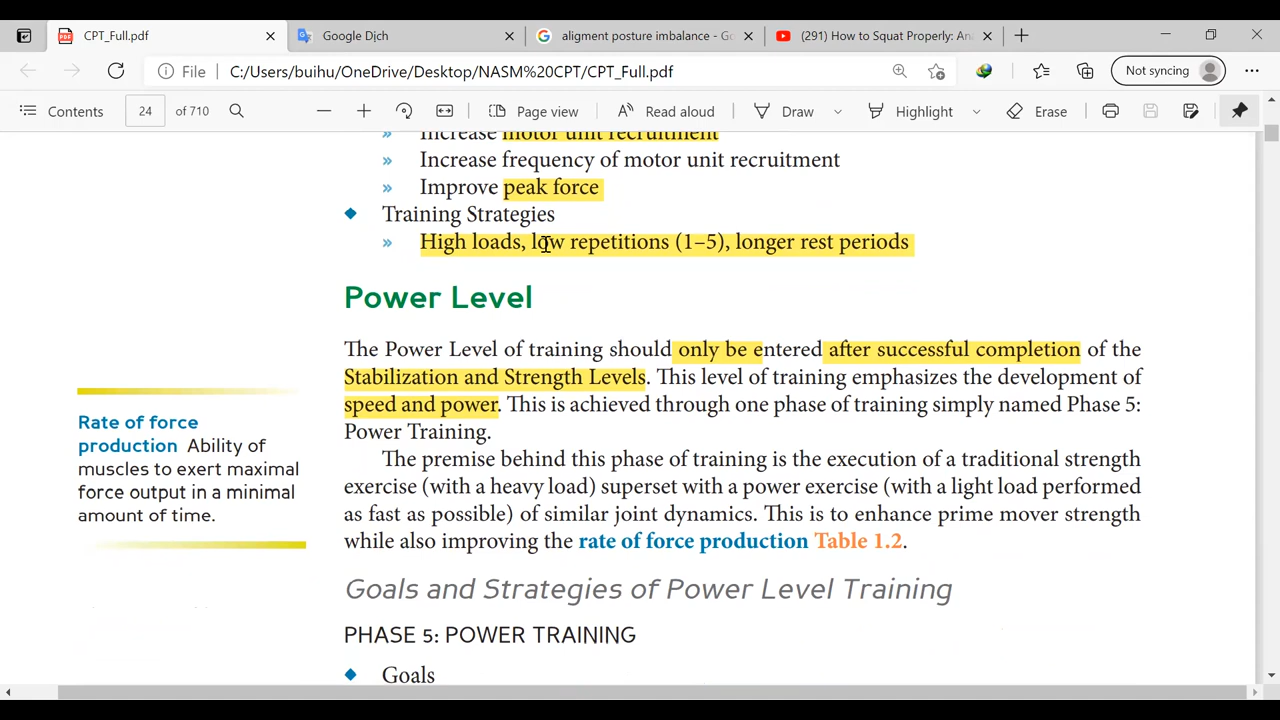 CPT_Full.pdf
Google Dịch
aligment posture imbalance - Go
(291) How to Squat Properly: Ana
File C:/Users/buihu/OneDrive/Desktop/NASM%20CPT/CPT_Full.pdf
Not syncing
Contents 24 of 710 Page view Read aloud Draw Highlight Erase
» Increase motor unit recruitment
» Increase frequency of motor unit recruitment
» Improve peak force
Training Strategies
» High loads, low repetitions (1–5), longer rest periods
Power Level
The Power Level of training should only be entered after successful completion of the
Stabilization and Strength Levels. This level of training emphasizes the development of
speed and power. This is achieved through one phase of training simply named Phase 5:
Power Training.
The premise behind this phase of training is the execution of a traditional strength
exercise (with a heavy load) superset with a power exercise (with a light load performed
as fast as possible) of similar joint dynamics. This is to enhance prime mover strength
while also improving the rate of force production Table 1.2.
Rate of force
production Ability of
muscles to exert maximal
force output in a minimal
amount of time.
Goals and Strategies of Power Level Training
PHASE 5: POWER TRAINING
Goals